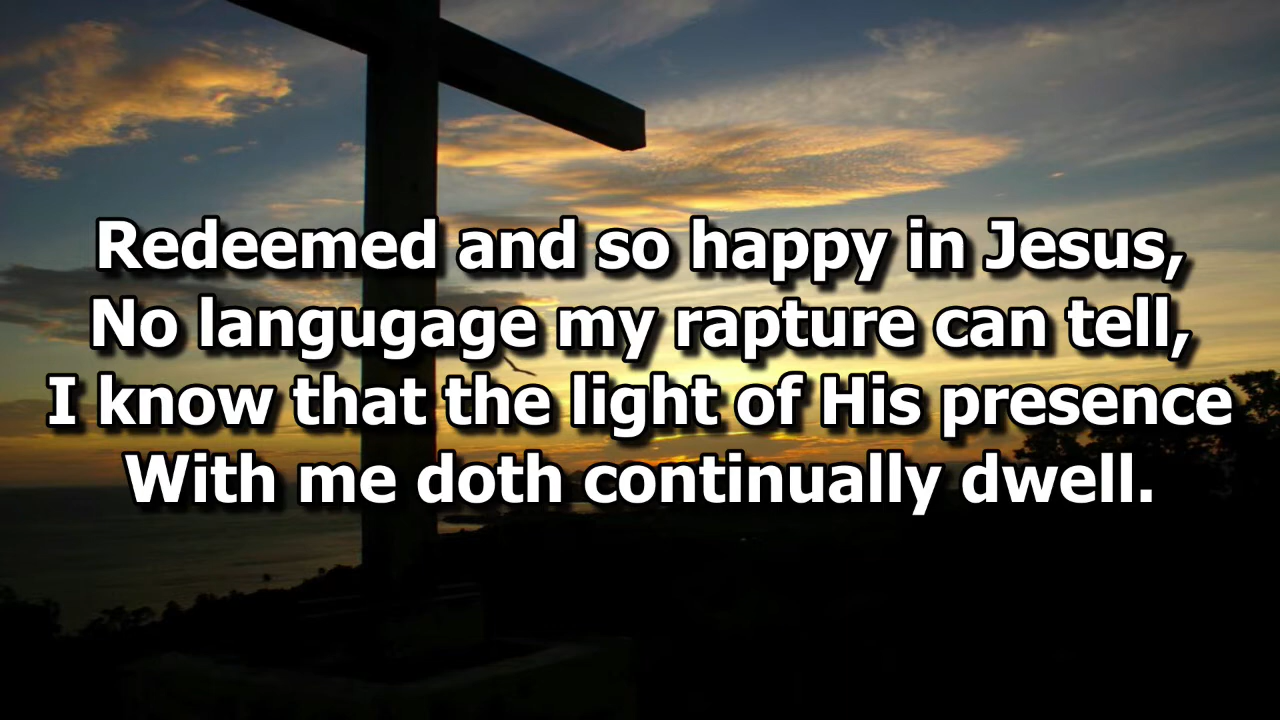 Redeemed and so happy in Jesus,
No langugage my rapture can tell,
I know that the light of His presence
With me doth continually dwell.